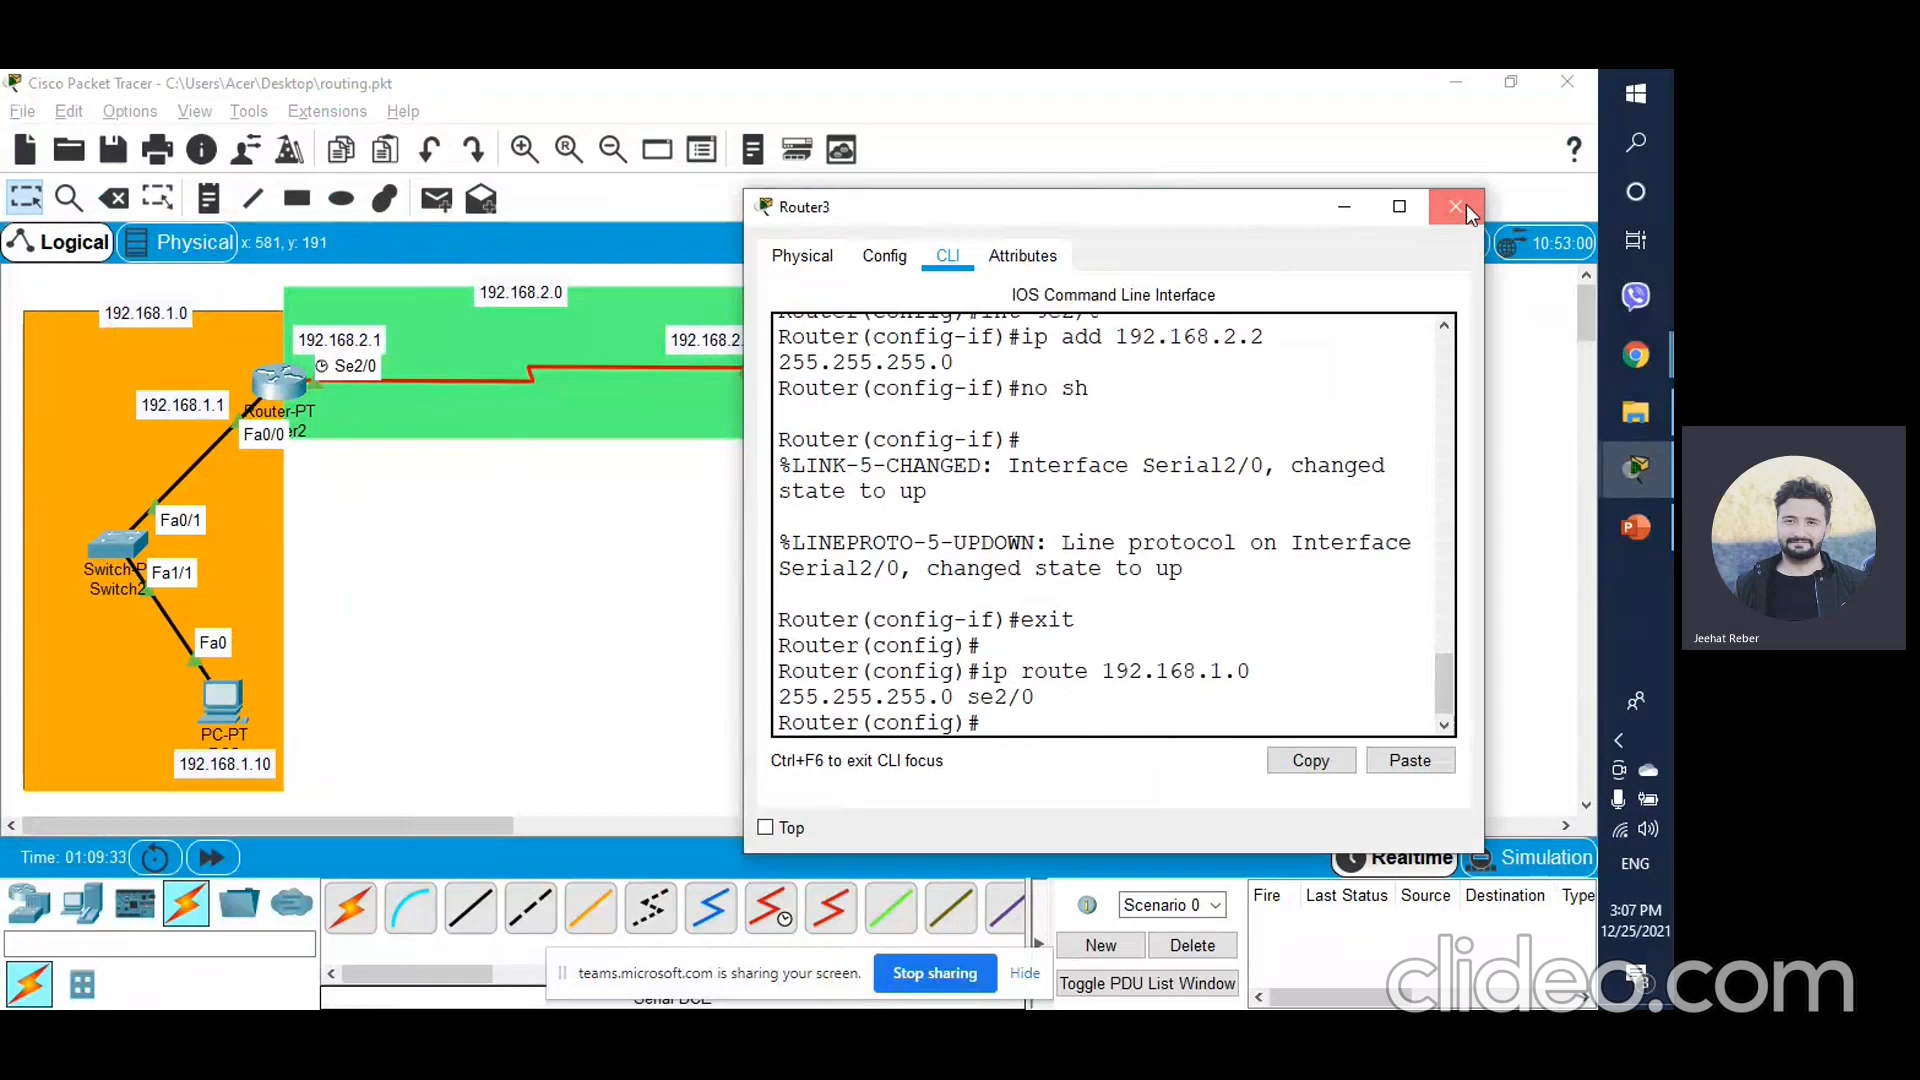 Cisco Packet Tracer - C:\Users\Acer\Desktop\routing.pkt
File Edit Options View Tools Extensions Help
Logical
Physical x: 581, y: 191
10:53:00
192.168.1.0
192.168.2.0
192.168.2.1
192.168.2.
Se2/0
192.168.1.1
Router-PT
er2
Fa0/0
Fa0/1
Switch-P
Fa1/1
Switch2
Fa0
PC-PT
192.168.1.10
Router3
Physical Config CLI Attributes
IOS Command Line Interface
Router(config-if)#ip add 192.168.2.2
255.255.255.0
Router(config-if)#no sh
Router(config-if)#
%LINK-5-CHANGED: Interface Serial2/0, changed
state to up
%LINEPROTO-5-UPDOWN: Line protocol on Interface
Serial2/0, changed state to up
Router(config-if)#exit
Router(config)#
Router(config)#ip route 192.168.1.0
255.255.255.0 se2/0
Router(config)#
Ctrl+F6 to exit CLI focus
Copy
Paste
Top
Time: 01:09:33
Realtime
Simulation
Scenario 0
New
Delete
Toggle PDU List Window
Fire Last Status Source Destination Type
teams.microsoft.com is sharing your screen.
Stop sharing
Hide
Serial DCE
ENG
3:07 PM
12/25/2021
Jeehat Reber
clideo.com